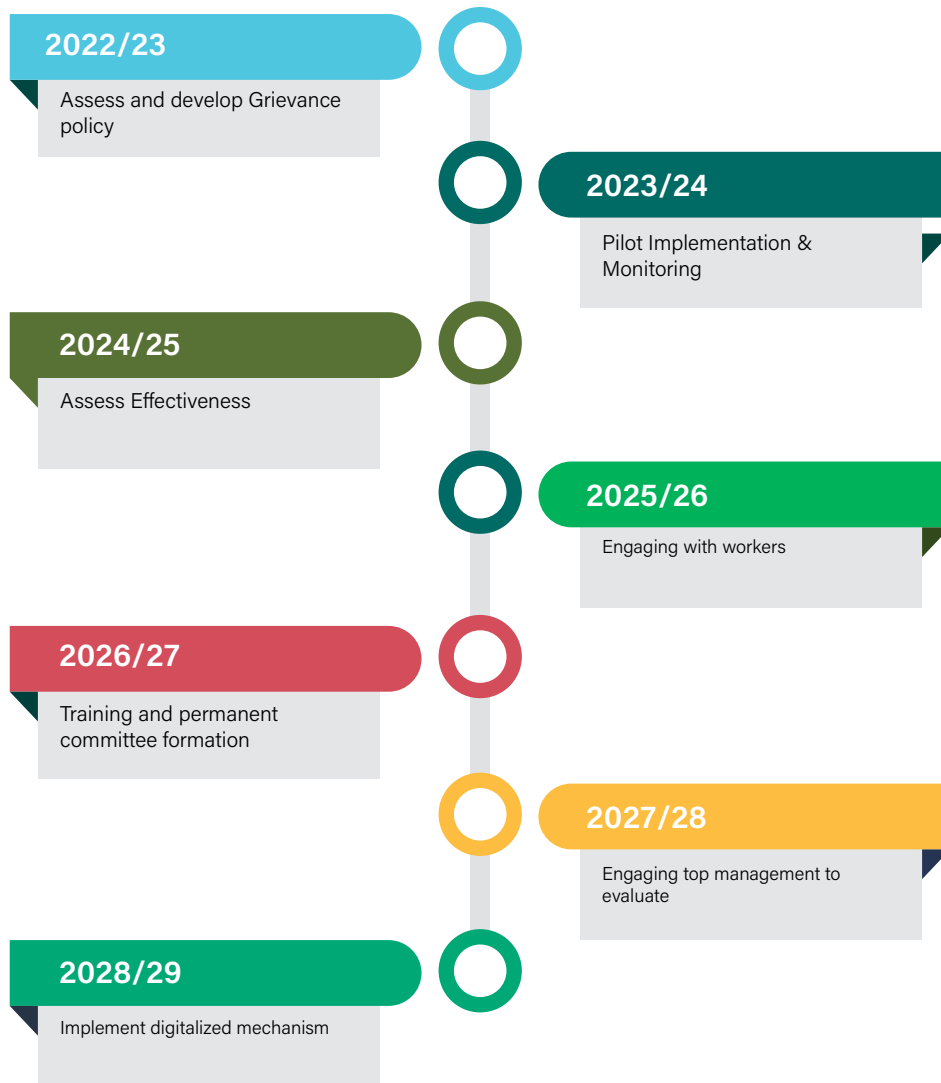 2022/23
Assess and develop Grievance
policy
2023/24
Pilot Implementation &
Monitoring
2024/25
Assess Effectiveness
2025/26
Engaging with workers
2026/27
Training and permanent
committee formation
2027/28
Engaging top management to
evaluate
2028/29
Implement digitalized mechanism